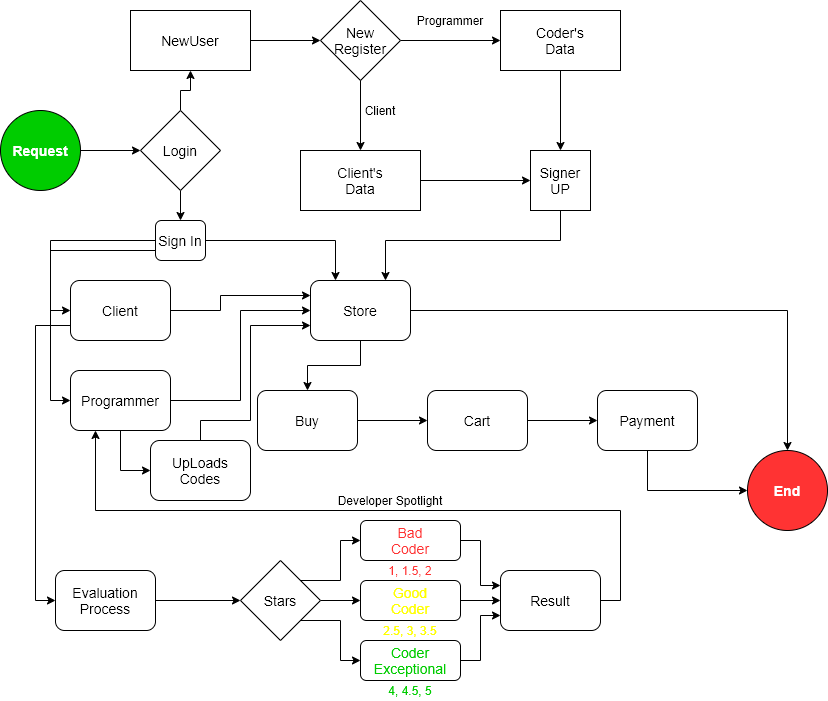 NewUser
New
Register
Programmer
Coder's
Data
Request
Login
Client
Client's
Data
Signer
UP
Sign In
Client
Store
Programmer
Buy
Cart
Payment
UpLoads
Codes
End
Developer Spotlight
Bad
Coder
1, 1.5, 2
Evaluation
Process
Stars
Good
Coder
2.5, 3, 3.5
Result
Coder
Exceptional
4, 4.5, 5